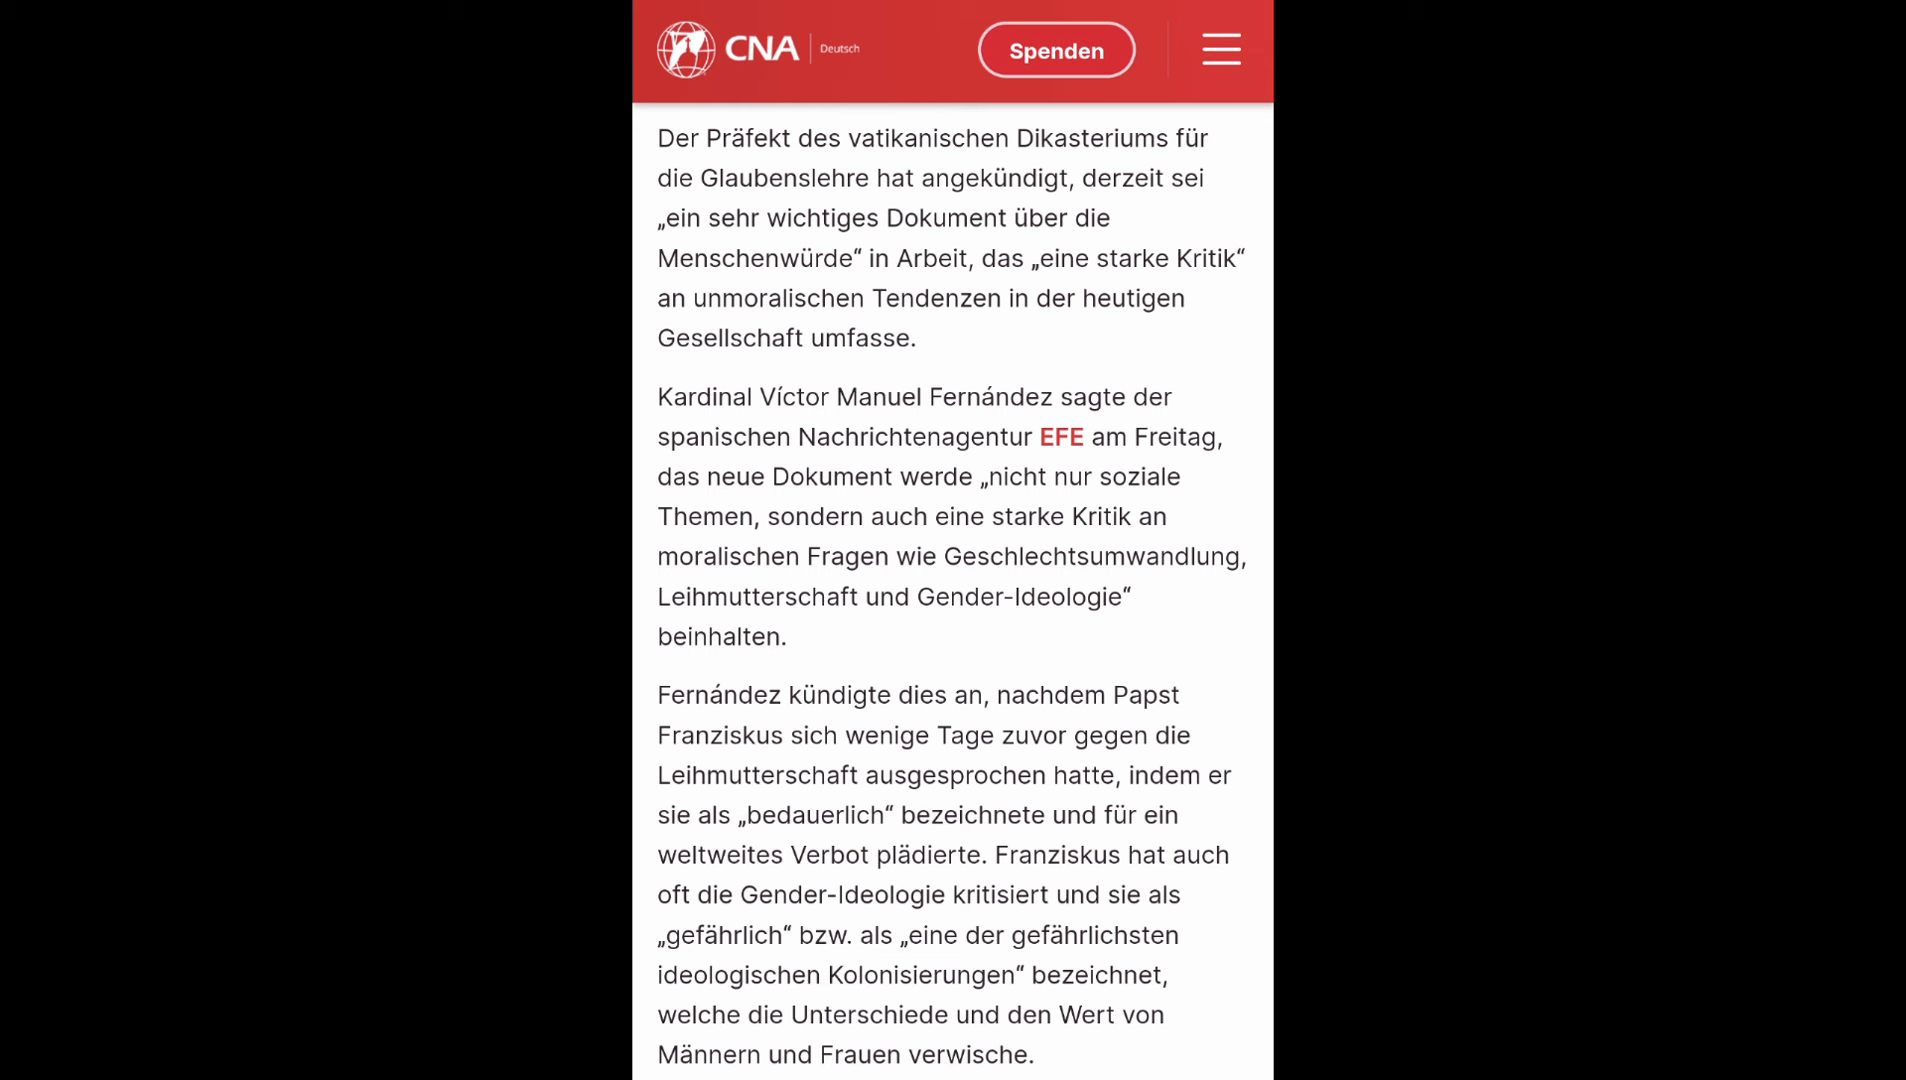 CNA Deutsch
Spenden
Der Präfekt des vatikanischen Dikasteriums für
die Glaubenslehre hat angekündigt, derzeit sei
„ein sehr wichtiges Dokument über die
Menschenwürde“ in Arbeit, das „eine starke Kritik“
an unmoralischen Tendenzen in der heutigen
Gesellschaft umfasse.
Kardinal Víctor Manuel Fernández sagte der
spanischen Nachrichtenagentur EFE am Freitag,
das neue Dokument werde „nicht nur soziale
Themen, sondern auch eine starke Kritik an
moralischen Fragen wie Geschlechtsumwandlung,
Leihmutterschaft und Gender-Ideologie“
beinhalten.
Fernández kündigte dies an, nachdem Papst
Franziskus sich wenige Tage zuvor gegen die
Leihmutterschaft ausgesprochen hatte, indem er
sie als „bedauerlich“ bezeichnete und für ein
weltweites Verbot plädierte. Franziskus hat auch
oft die Gender-Ideologie kritisiert und sie als
„gefährlich“ bzw. als „eine der gefährlichsten
ideologischen Kolonisierungen“ bezeichnet,
welche die Unterschiede und den Wert von
Männern und Frauen verwische.